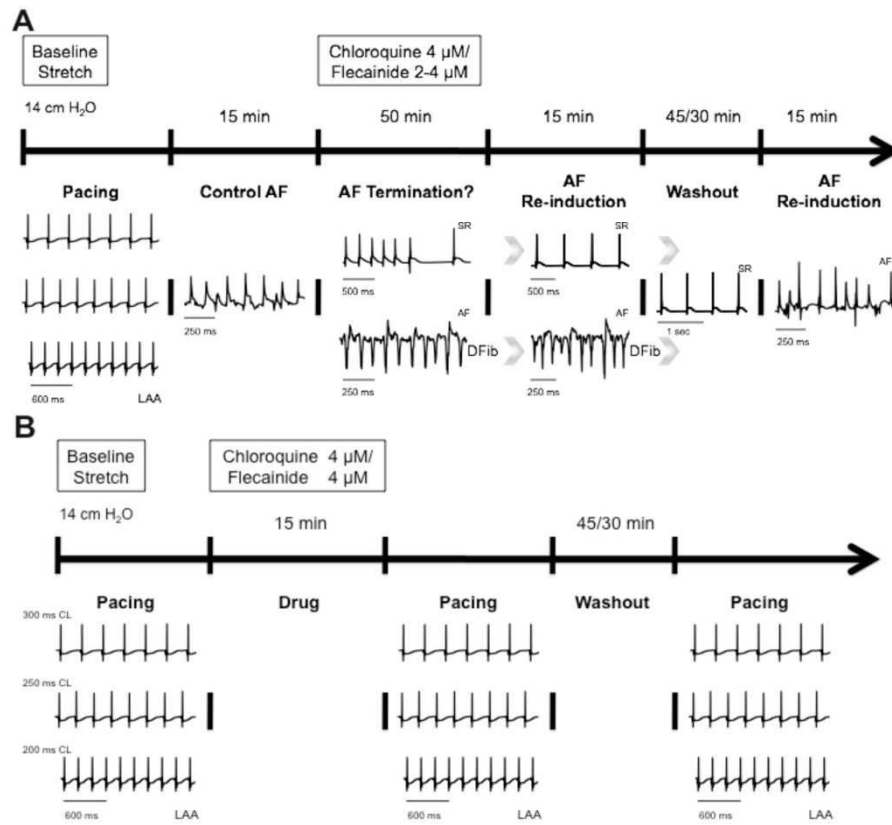 A
Baseline
Stretch
Chloroquine 4 µM/
Flecainide 2-4 µM
14 cm H₂O
15 min
50 min
15 min
45/30 min
15 min
Pacing
Control AF
AF Termination?
AF
Re-induction
Washout
AF
Re-induction
SR
SR
500 ms
500 ms
SR
AF
250 ms
1 sec
250 ms
AF
AF
DFib
DFib
600 ms
LAA
250 ms
250 ms
B
Baseline
Stretch
Chloroquine 4 µM/
Flecainide 4 µM
14 cm H₂O
15 min
45/30 min
Pacing
Drug
Pacing
Washout
Pacing
300 ms CL
250 ms CL
200 ms CL
600 ms
LAA
600 ms
LAA
600 ms
LAA